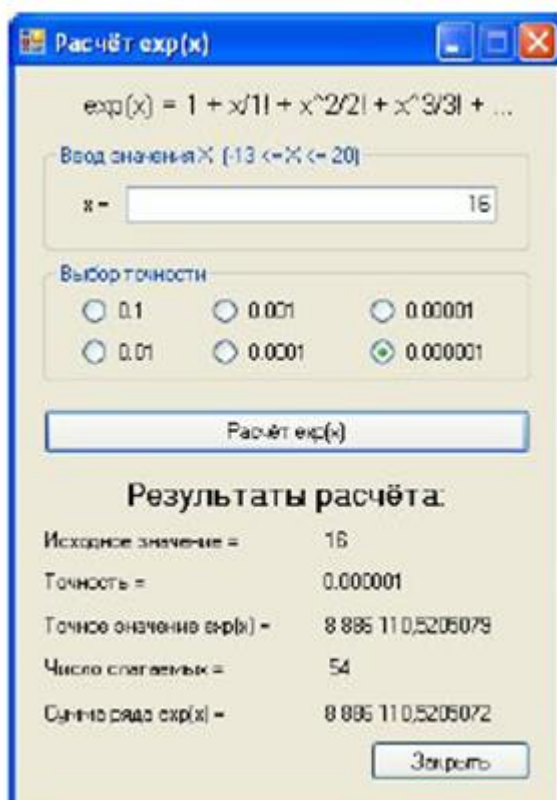 Расчёт exp(x)
exp(x) = 1 + x/1! + x^2/2! + x^3/3! + ...
Ввод значения X (-13 <= X <= 20)
x = 16
Выбор точности
0.1 0.001 0.00001
0.01 0.0001 0.000001
Расчёт exp(x)
Результаты расчёта:
Исходное значение = 16
Точность = 0.000001
Точное значение exp(x) = 8 886 110,5205079
Число слагаемых = 54
Сумма ряда exp(x) = 8 886 110,5205072
Закрыть